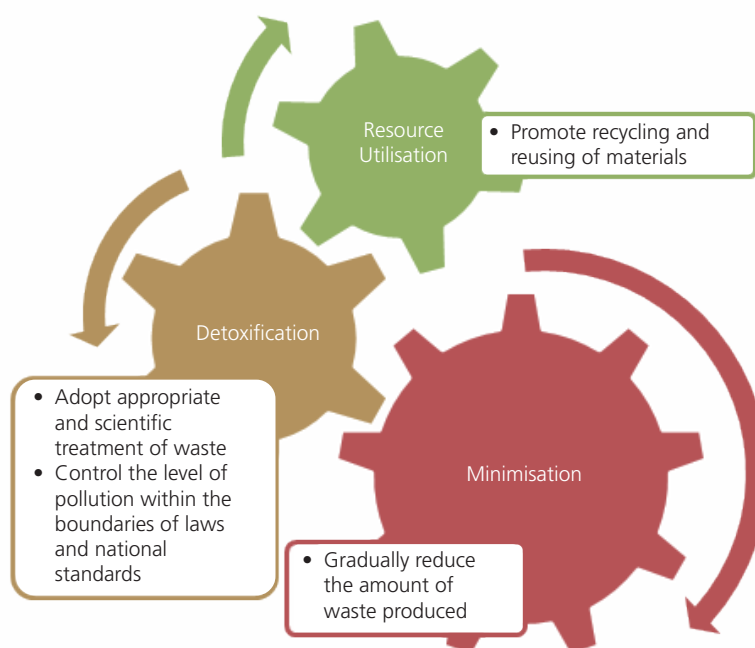 Resource
Utilisation
• Promote recycling and
reusing of materials
Detoxification
• Adopt appropriate
and scientific
treatment of waste
• Control the level of
pollution within the
boundaries of laws
and national
standards
Minimisation
• Gradually reduce
the amount of
waste produced